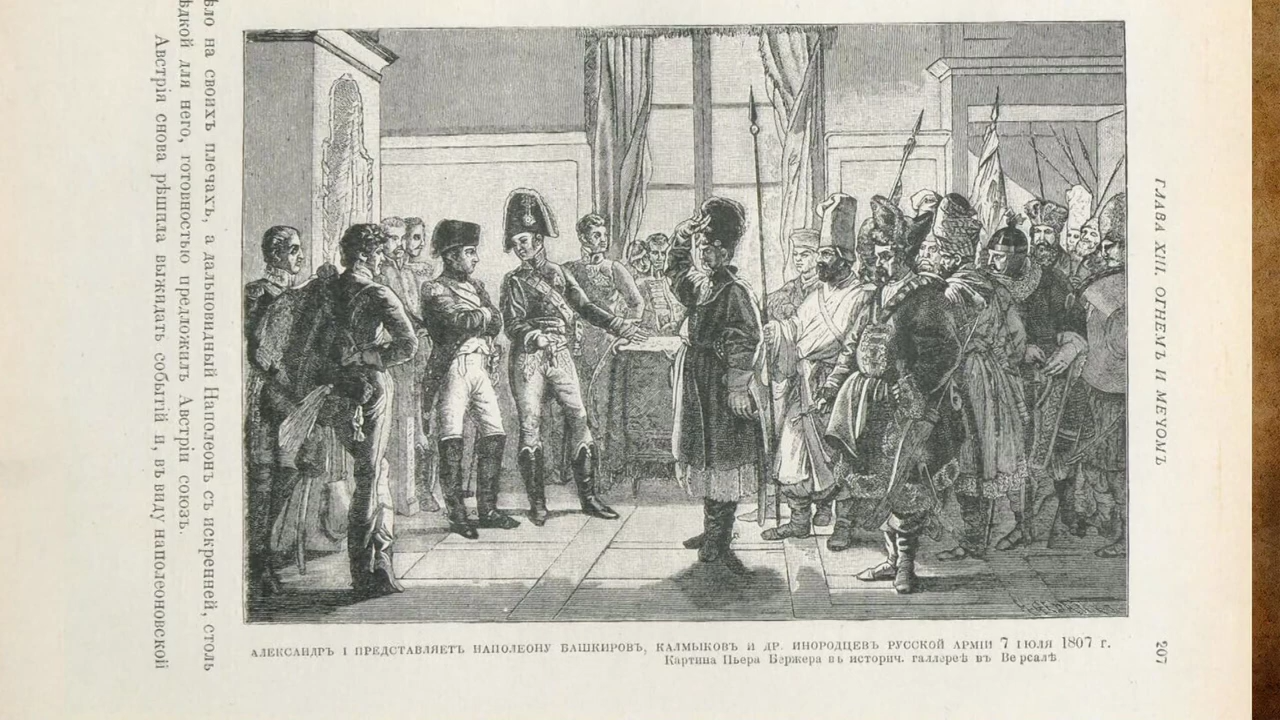 ГЛАВА XIII. ОГНЕМЪ И МЕЧОМЪ
207
АЛЕКСАНДРЪ I ПРЕДСТАВЛЯЕТЪ НАПОЛЕОНУ БАШКИРОВЪ, КАЛМЫКОВЪ И ДР. ИНОРОДЦЕВЪ РУССКОЙ АРМІИ 7 ІЮЛЯ 1807 г.
Картина Пьера Бержера въ историч. галлереѣ въ Версалѣ
на своихъ плечахъ, а дальновидный Наполеонъ съ искренней, столь
для него, готовностью предложилъ Австріи союзъ.
Австрія снова рѣшила выжидать событій и, въ виду наполеоновской